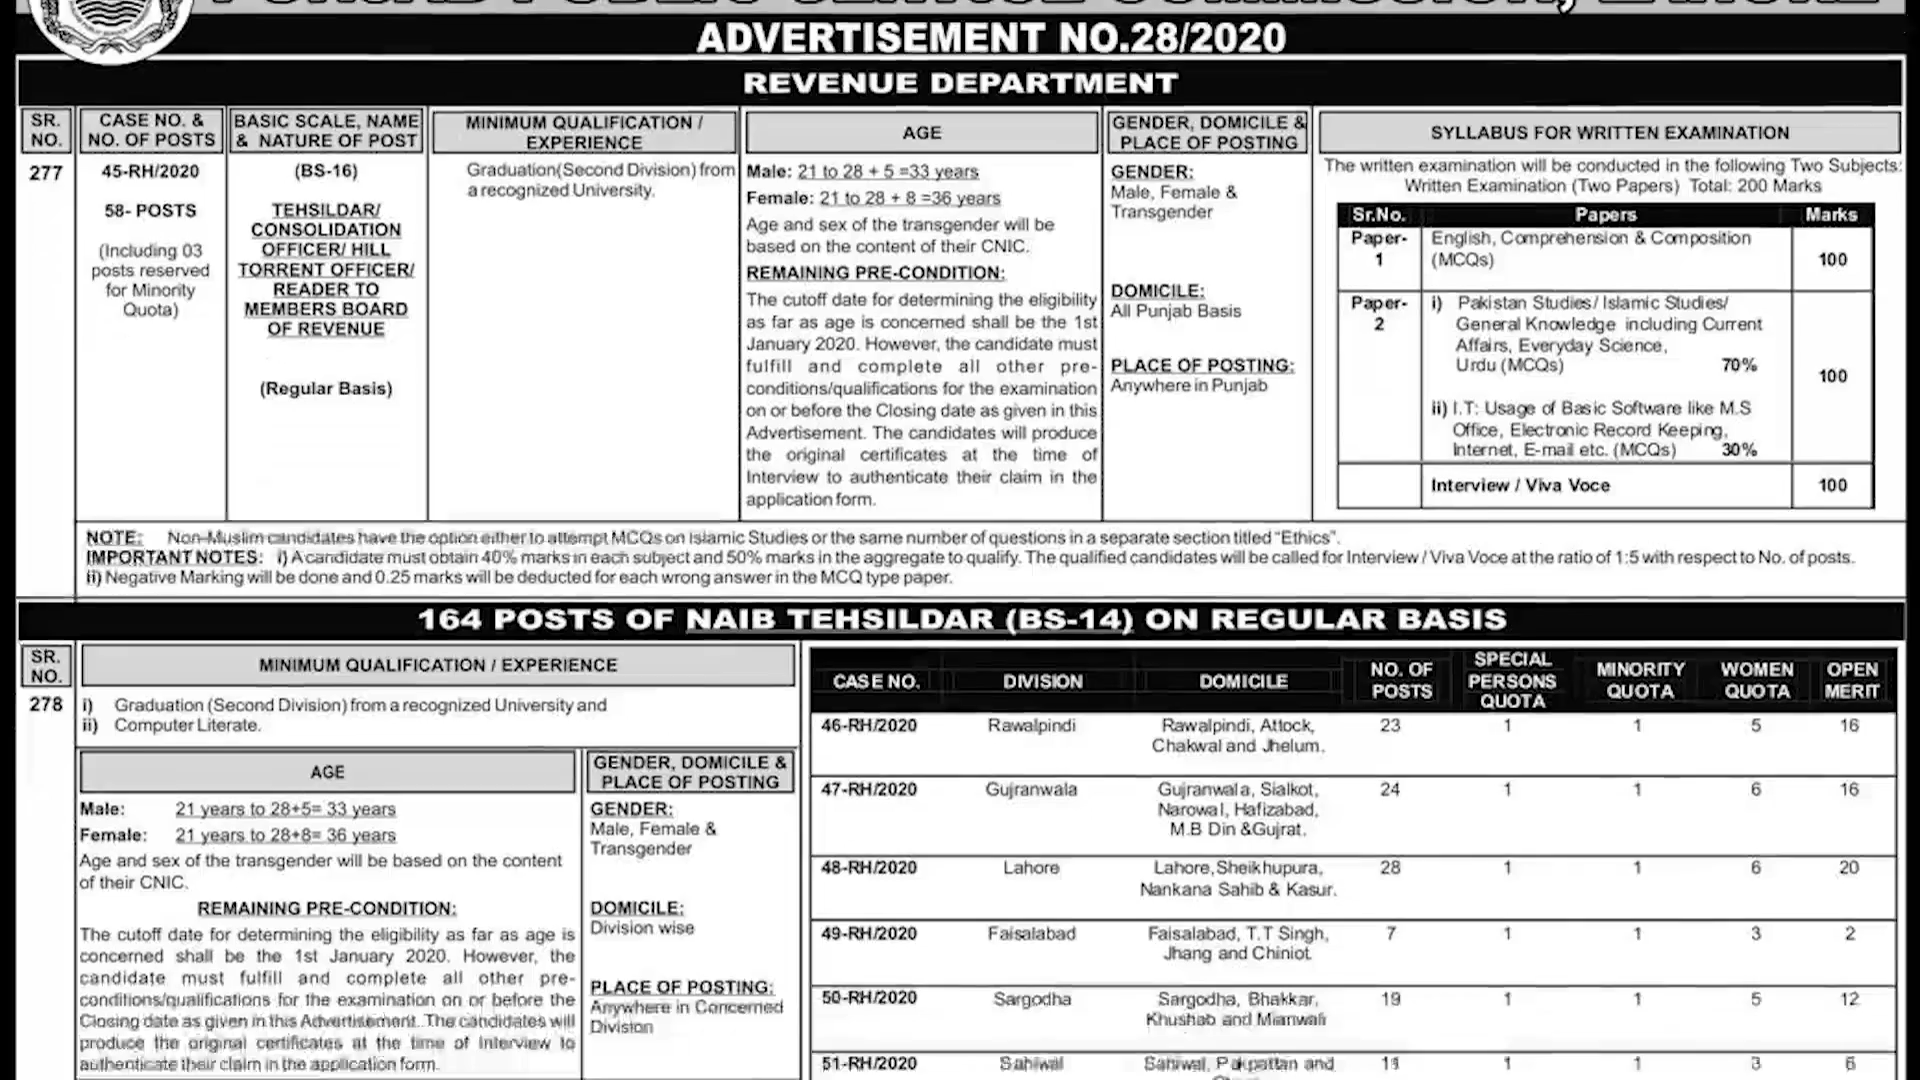 PUNJAB PUBLIC SERVICE COMMISSION, LAHORE
ADVERTISEMENT NO.28/2020
REVENUE DEPARTMENT
SR. NO.
CASE NO. & NO. OF POSTS
BASIC SCALE, NAME & NATURE OF POST
MINIMUM QUALIFICATION / EXPERIENCE
AGE
GENDER, DOMICILE & PLACE OF POSTING
SYLLABUS FOR WRITTEN EXAMINATION
277
45-RH/2020
58- POSTS
(Including 03
posts reserved
for Minority
Quota)
(BS-16)
TEHSILDAR/
CONSOLIDATION
OFFICER/ HILL
TORRENT OFFICER/
READER TO
MEMBERS BOARD
OF REVENUE
(Regular Basis)
Graduation(Second Division) from
a recognized University.
Male: 21 to 28 + 5 =33 years
Female: 21 to 28 + 8 =36 years
Age and sex of the transgender will be
based on the content of their CNIC.
REMAINING PRE-CONDITION:
The cutoff date for determining the eligibility
as far as age is concerned shall be the 1st
January 2020. However, the candidate must
fulfill and complete all other pre-
conditions/qualifications for the examination
on or before the Closing date as given in this
Advertisement. The candidates will produce
the original certificates at the time of
Interview to authenticate their claim in the
application form.
GENDER:
Male, Female &
Transgender
DOMICILE:
All Punjab Basis
PLACE OF POSTING:
Anywhere in Punjab
The written examination will be conducted in the following Two Subjects:
Written Examination (Two Papers) Total: 200 Marks
Sr.No. Papers Marks
Paper-1 English, Comprehension & Composition
(MCQs) 100
Paper-2 i) Pakistan Studies/ Islamic Studies/
General Knowledge including Current
Affairs, Everyday Science,
Urdu (MCQs) 70%
100
ii) I.T: Usage of Basic Software like M.S
Office, Electronic Record Keeping,
Internet, E-mail etc. (MCQs) 30%
Interview / Viva Voce 100
NOTE: Non-Muslim candidates have the option either to attempt MCQs on Islamic Studies or the same number of questions in a separate section titled "Ethics".
IMPORTANT NOTES: i) A candidate must obtain 40% marks in each subject and 50% marks in the aggregate to qualify. The qualified candidates will be called for Interview / Viva Voce at the ratio of 1:5 with respect to No. of posts.
ii) Negative Marking will be done and 0.25 marks will be deducted for each wrong answer in the MCQ type paper.
164 POSTS OF NAIB TEHSILDAR (BS-14) ON REGULAR BASIS
SR. NO.
MINIMUM QUALIFICATION / EXPERIENCE
278
i) Graduation (Second Division) from a recognized University and
ii) Computer Literate.
AGE
Male: 21 years to 28+5= 33 years
Female: 21 years to 28+8= 36 years
Age and sex of the transgender will be based on the content
of their CNIC.
REMAINING PRE-CONDITION:
The cutoff date for determining the eligibility as far as age is
concerned shall be the 1st January 2020. However, the
candidate must fulfill and complete all other pre-
conditions/qualifications for the examination on or before the
Closing date as given in this Advertisement. The candidates will
produce the original certificates at the time of Interview to
authenticate their claim in the application form.
GENDER, DOMICILE & PLACE OF POSTING
GENDER:
Male, Female &
Transgender
DOMICILE:
Division wise
PLACE OF POSTING:
Anywhere in Concerned
Division
CASE NO. DIVISION DOMICILE NO. OF POSTS SPECIAL PERSONS QUOTA MINORITY QUOTA WOMEN QUOTA OPEN MERIT
46-RH/2020 Rawalpindi Rawalpindi, Attock, 23 1 1 5 16
Chakwal and Jhelum.
47-RH/2020 Gujranwala Gujranwala, Sialkot, 24 1 1 6 16
Narowal, Hafizabad,
M.B Din &Gujrat.
48-RH/2020 Lahore Lahore,Sheikhupura, 28 1 1 6 20
Nankana Sahib & Kasur.
49-RH/2020 Faisalabad Faisalabad, T.T Singh, 7 1 1 3 2
Jhang and Chiniot.
50-RH/2020 Sargodha Sargodha, Bhakkar, 19 1 1 5 12
Khushab and Mianwali
51-RH/2020 Sahiwal Sahiwal, Pakpattan and 11 1 1 3 6